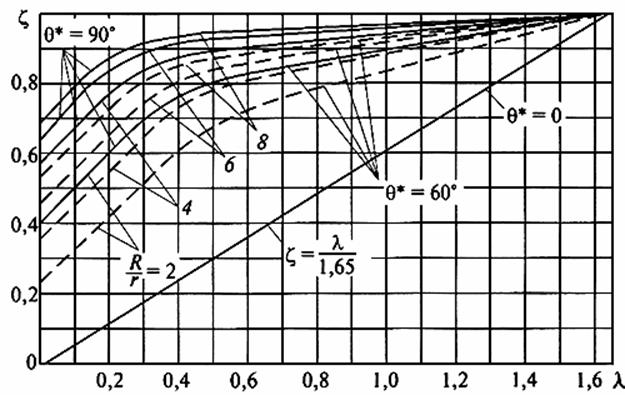 ζ
θ* = 90°
0,8
θ* = 0
0,6
6
8
θ* = 60°
0,4
4
R/r = 2
ζ = λ/1,65
0,2
0
0,2 0,4 0,6 0,8 1,0 1,2 1,4 1,6 λ